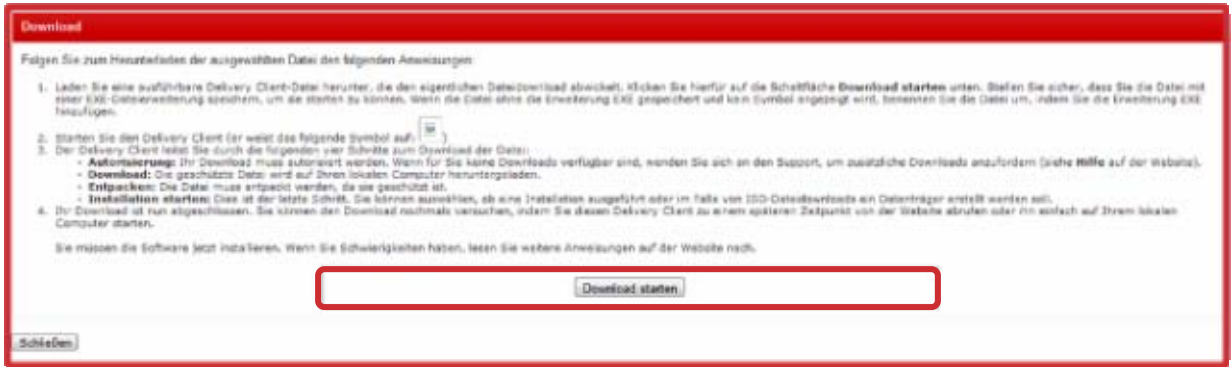 Download
Folgen Sie zum Herunterladen der ausgewählten Datei den folgenden Anweisungen:
1. Laden Sie eine ausführbare Delivery Client-Datei herunter, die den eigentlichen Dateidownload abwickelt. Klicken Sie hierfür auf die Schaltfläche Download starten unten. Stellen Sie sicher, dass Sie die Datei mit
einer EXE-Dateierweiterung speichern, um sie starten zu können. Wenn die Datei ohne die Erweiterung EXE gespeichert und kein Symbol angezeigt wird, benennen Sie die Datei um, indem Sie die Erweiterung EXE
hinzufügen.
2. Starten Sie den Delivery Client (er weist das folgende Symbol auf: )
3. Der Delivery Client leitet Sie durch die folgenden vier Schritte zum Download der Datei:
- Autorisierung: Ihr Download muss autorisiert werden. Wenn für Sie keine Downloads verfügbar sind, wenden Sie sich an den Support, um zusätzliche Downloads anzufordern (siehe Hilfe auf der Website).
- Download: Die geschützte Datei wird auf Ihren lokalen Computer heruntergeladen.
- Entpacken: Die Datei muss entpackt werden, da sie geschützt ist.
- Installation starten: Dies ist der letzte Schritt. Sie können auswählen, ob eine Installation ausgeführt oder im Falle von ISO-Dateidownloads ein Datenträger erstellt werden soll.
4. Ihr Download ist nun abgeschlossen. Sie können den Download nochmals versuchen, indem Sie diesen Delivery Client zu einem späteren Zeitpunkt von der Website abrufen oder ihn einfach auf Ihrem lokalen
Computer starten.
Sie müssen die Software jetzt installieren. Wenn Sie Schwierigkeiten haben, lesen Sie weitere Anweisungen auf der Website nach.
Download starten
Schließen